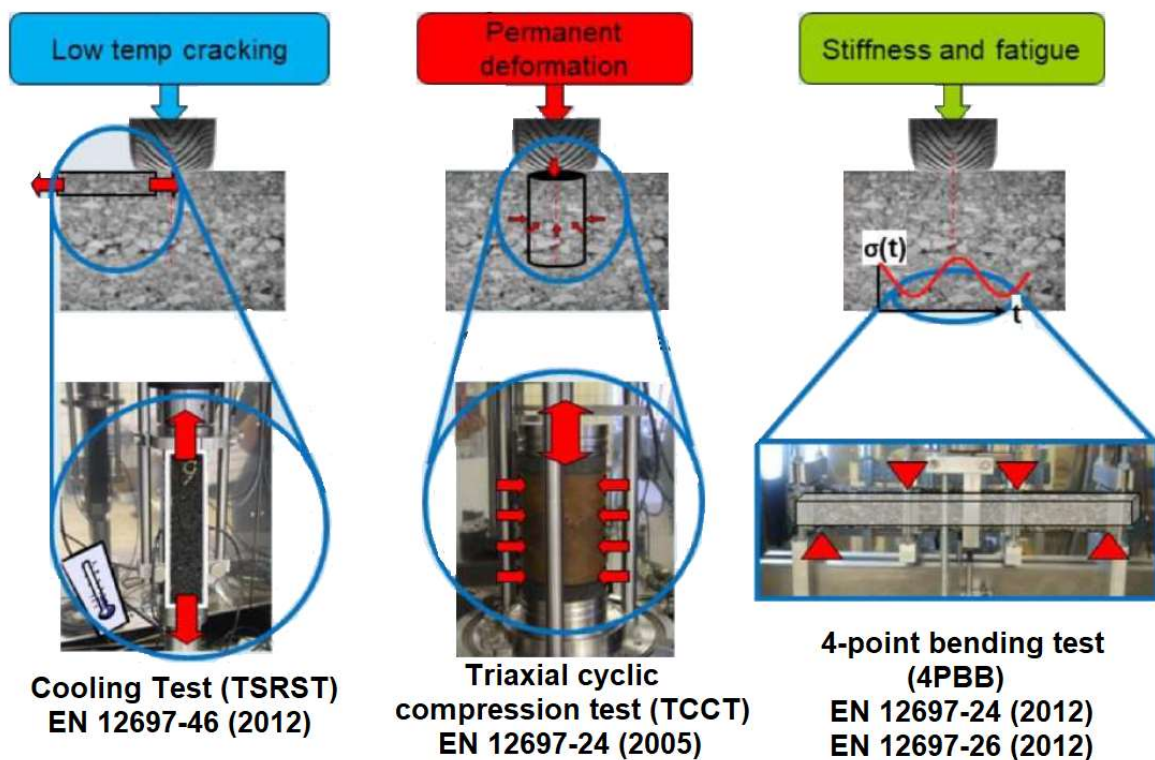 Low temp cracking
Permanent
deformation
Stiffness and fatigue
σ(t)
t
Cooling Test (TSRST)
EN 12697-46 (2012)
Triaxial cyclic
compression test (TCCT)
EN 12697-24 (2005)
4-point bending test
(4PBB)
EN 12697-24 (2012)
EN 12697-26 (2012)